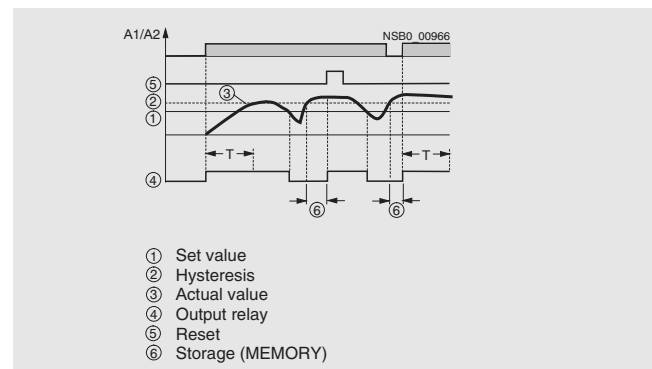 A1/A2
NSB0_00966
⑤
③
②
①
T
T
④
⑥
⑥
① Set value
② Hysteresis
③ Actual value
④ Output relay
⑤ Reset
⑥ Storage (MEMORY)